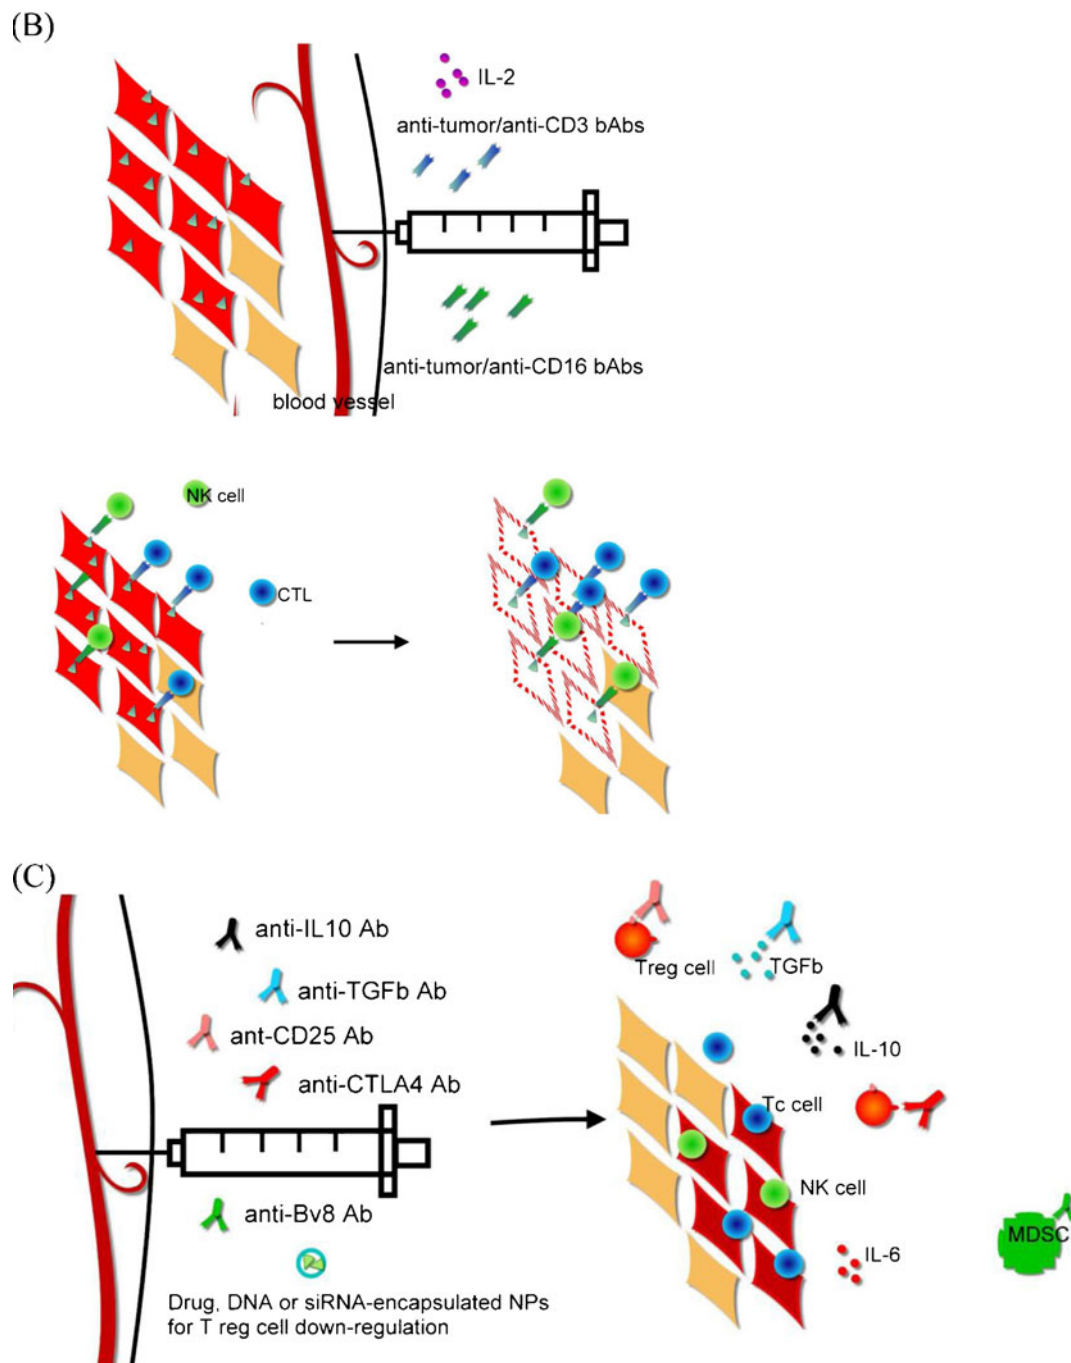 (B)
IL-2
anti-tumor/anti-CD3 bAbs
anti-tumor/anti-CD16 bAbs
blood vessel
NK cell
CTL
(C)
anti-IL10 Ab
anti-TGFb Ab
ant-CD25 Ab
anti-CTLA4 Ab
anti-Bv8 Ab
Drug, DNA or siRNA-encapsulated NPs
for T reg cell down-regulation
Treg cell
TGFb
IL-10
Tc cell
NK cell
IL-6
MDSC